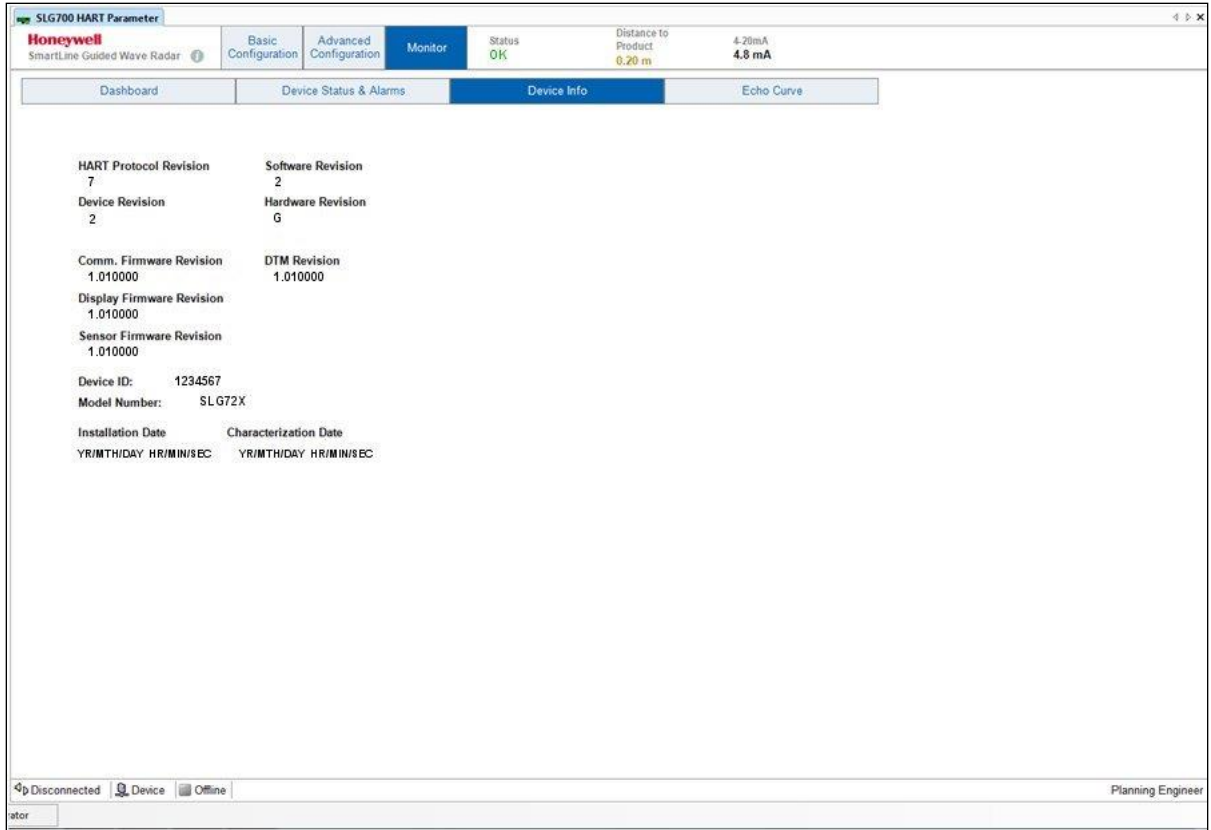 SLG700 HART Parameter
Honeywell
SmartLine Guided Wave Radar
Basic
Configuration
Advanced
Configuration
Monitor
Status
OK
Distance to
Product
0.20 m
4-20mA
4.8 mA
Dashboard
Device Status & Alarms
Device Info
Echo Curve
HART Protocol Revision
7
Software Revision
2
Device Revision
2
Hardware Revision
G
Comm. Firmware Revision
1.010000
DTM Revision
1.010000
Display Firmware Revision
1.010000
Sensor Firmware Revision
1.010000
Device ID: 1234567
Model Number: SLG72X
Installation Date Characterization Date
YR/MTH/DAY HR/MIN/SEC YR/MTH/DAY HR/MIN/SEC
Disconnected Device Offline Planning Engineer
rator